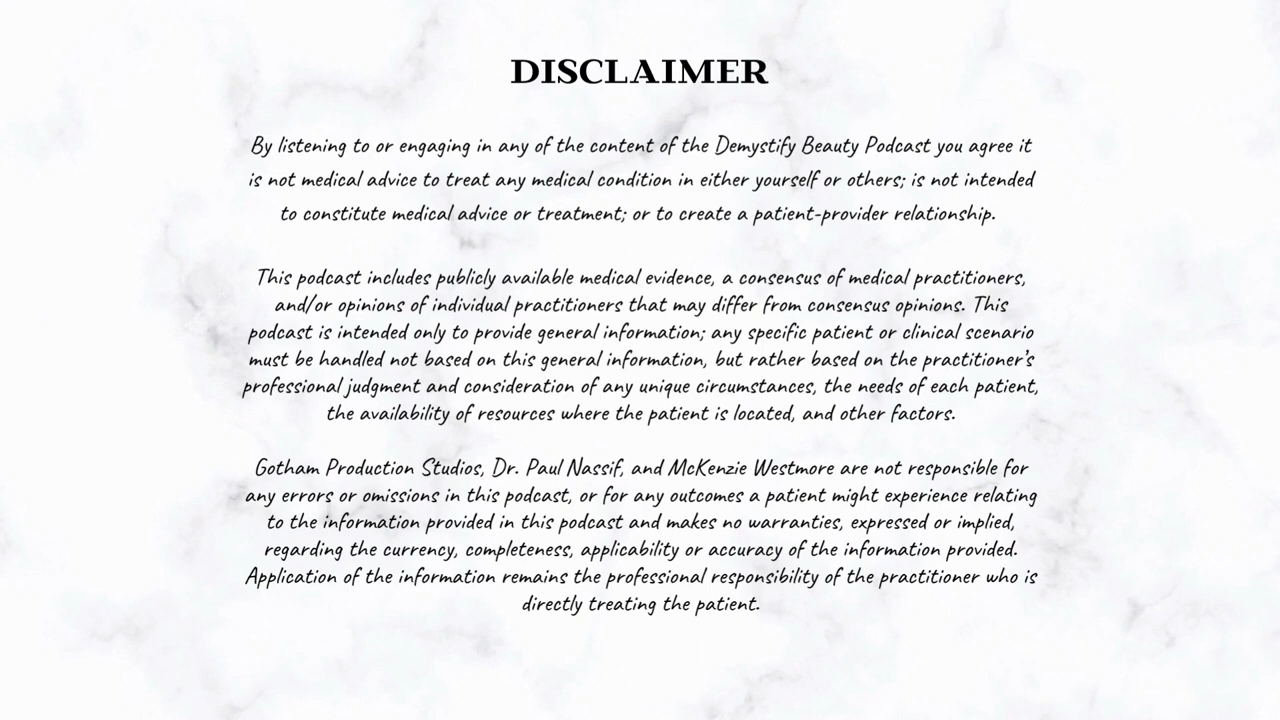 DISCLAIMER
By listening to or engaging in any of the content of the Demystify Beauty Podcast you agree it
is not medical advice to treat any medical condition in either yourself or others; is not intended
to constitute medical advice or treatment; or to create a patient-provider relationship.
This podcast includes publicly available medical evidence, a consensus of medical practitioners,
and/or opinions of individual practitioners that may differ from consensus opinions. This
podcast is intended only to provide general information; any specific patient or clinical scenario
must be handled not based on this general information, but rather based on the practitioner's
professional judgment and consideration of any unique circumstances, the needs of each patient,
the availability of resources where the patient is located, and other factors.
Gotham Production Studios, Dr. Paul Nassif, and McKenzie Westmore are not responsible for
any errors or omissions in this podcast, or for any outcomes a patient might experience relating
to the information provided in this podcast and makes no warranties, expressed or implied,
regarding the currency, completeness, applicability or accuracy of the information provided.
Application of the information remains the professional responsibility of the practitioner who is
directly treating the patient.